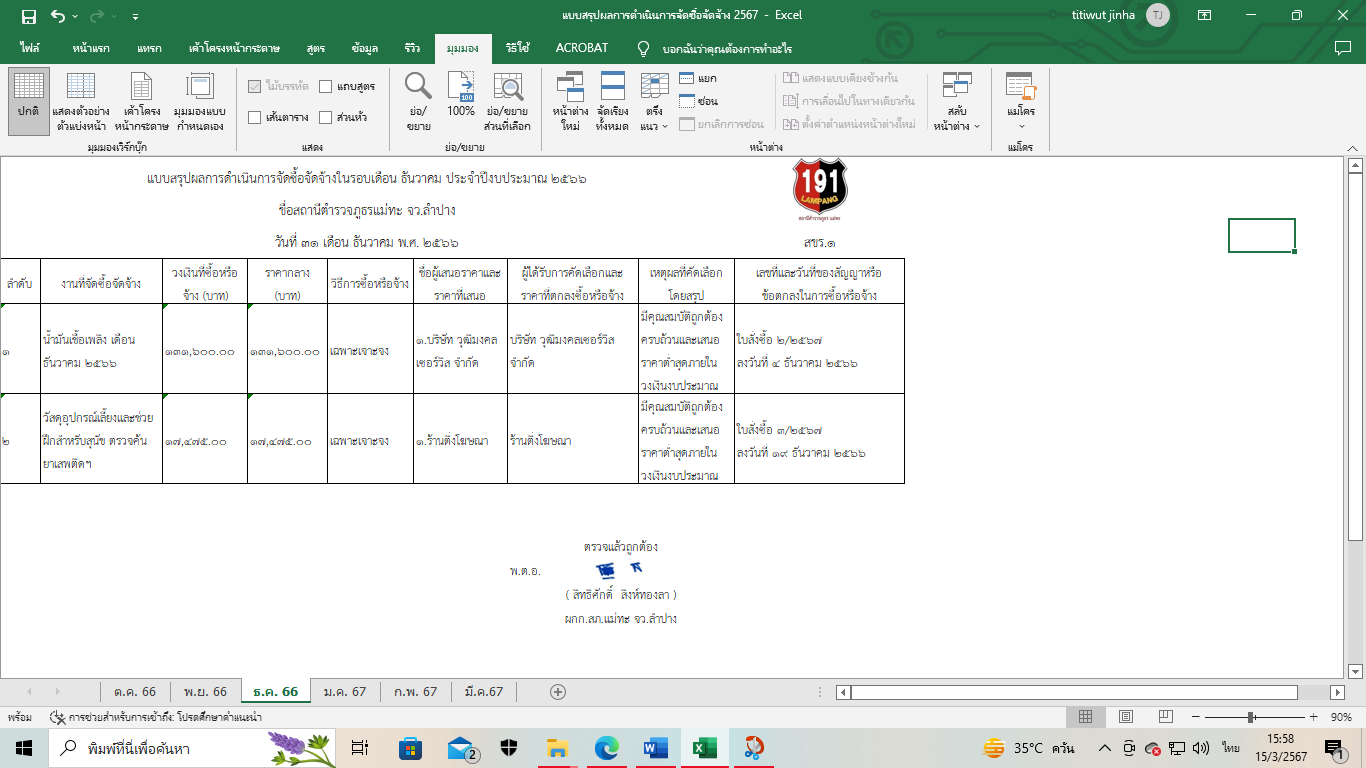 แบบสรุปผลการดำเนินการจัดซื้อจัดจ้าง 2567 - Excel
titiwut jinha
TJ
ไฟล์ หน้าแรก แทรก เค้าโครงหน้ากระดาษ สูตร ข้อมูล รีวิว มุมมอง วิธีใช้ ACROBAT บอกฉันว่าคุณต้องการทำอะไร
ปกติ
แสดงตัวอย่าง
ตัวแบ่งหน้า
เค้าโครง
หน้ากระดาษ
มุมมองแบบ
กำหนดเอง
มุมมองเวิร์กบุ๊ก
ไม้บรรทัด
แถบสูตร
เส้นตาราง
ส่วนหัว
แสดง
ย่อ/
ขยาย
100
100%
ย่อ/ขยาย
ส่วนที่เลือก
ย่อ/ขยาย
หน้าต่าง
ใหม่
จัดเรียง
ทั้งหมด
ตรึง
แนว
แยก
ซ่อน
ยกเลิกการซ่อน
แสดงแบบเคียงข้างกัน
การเลื่อนไปในทางเดียวกัน
ตั้งค่าตำแหน่งหน้าต่างใหม่
สลับ
หน้าต่าง
หน้าต่าง
แมโคร
แมโคร
แบบสรุปผลการดำเนินการจัดซื้อจัดจ้างในรอบเดือน ธันวาคม ประจำปีงบประมาณ ๒๕๖๖
ชื่อสถานีตำรวจภูธรแม่ทะ จว.ลำปาง
วันที่ ๓๑ เดือน ธันวาคม พ.ศ. ๒๕๖๖
191
LAMPANG
สถานีตำรวจภูธร แม่ทะ
สขร.๑
ลำดับ
งานที่จัดซื้อจัดจ้าง
วงเงินที่ซื้อหรือ
จ้าง (บาท)
ราคากลาง
(บาท)
วิธีการซื้อหรือจ้าง
ชื่อผู้เสนอราคาและ
ราคาที่เสนอ
ผู้ได้รับการคัดเลือกและ
ราคาที่ตกลงซื้อหรือจ้าง
เหตุผลที่คัดเลือก
โดยสรุป
เลขที่และวันที่ของสัญญาหรือ
ข้อตกลงในการซื้อหรือจ้าง
๑
น้ำมันเชื้อเพลิง เดือน
ธันวาคม ๒๕๖๖
๑๓๑,๖๐๐.๐๐
๑๓๑,๖๐๐.๐๐
เฉพาะเจาะจง
๑.บริษัท วุฒิมงคล
เซอร์วิส จำกัด
บริษัท วุฒิมงคลเซอร์วิส
จำกัด
มีคุณสมบัติถูกต้อง
ครบถ้วนและเสนอ
ราคาต่ำสุดภายใน
วงเงินงบประมาณ
ใบสั่งซื้อ ๒/๒๕๖๗
ลงวันที่ ๔ ธันวาคม ๒๕๖๖
๒
วัสดุอุปกรณ์เลี้ยงและช่วย
ฝึกสำหรับสุนัข ตรวจค้น
ยาเสพติดฯ
๑๗,๔๗๕.๐๐
๑๗,๔๗๕.๐๐
เฉพาะเจาะจง
๑.ร้านติ่งโฆษณา
ร้านติ่งโฆษณา
มีคุณสมบัติถูกต้อง
ครบถ้วนและเสนอ
ราคาต่ำสุดภายใน
วงเงินงบประมาณ
ใบสั่งซื้อ ๓/๒๕๖๗
ลงวันที่ ๑๙ ธันวาคม ๒๕๖๖
ตรวจแล้วถูกต้อง
พ.ต.อ.
( สิทธิศักดิ์ สิงห์ทองลา )
ผกก.สภ.แม่ทะ จว.ลำปาง
ต.ค. 66 พ.ย. 66 ธ.ค. 66 ม.ค. 67 ก.พ. 67 มี.ค.67
พร้อม การช่วยสำหรับการเข้าถึง: โปรดศึกษาคำแนะนำ
90%
พิมพ์ที่นี่เพื่อค้นหา
2
35°C ควัน
ไทย
15:58
15/3/2567
1